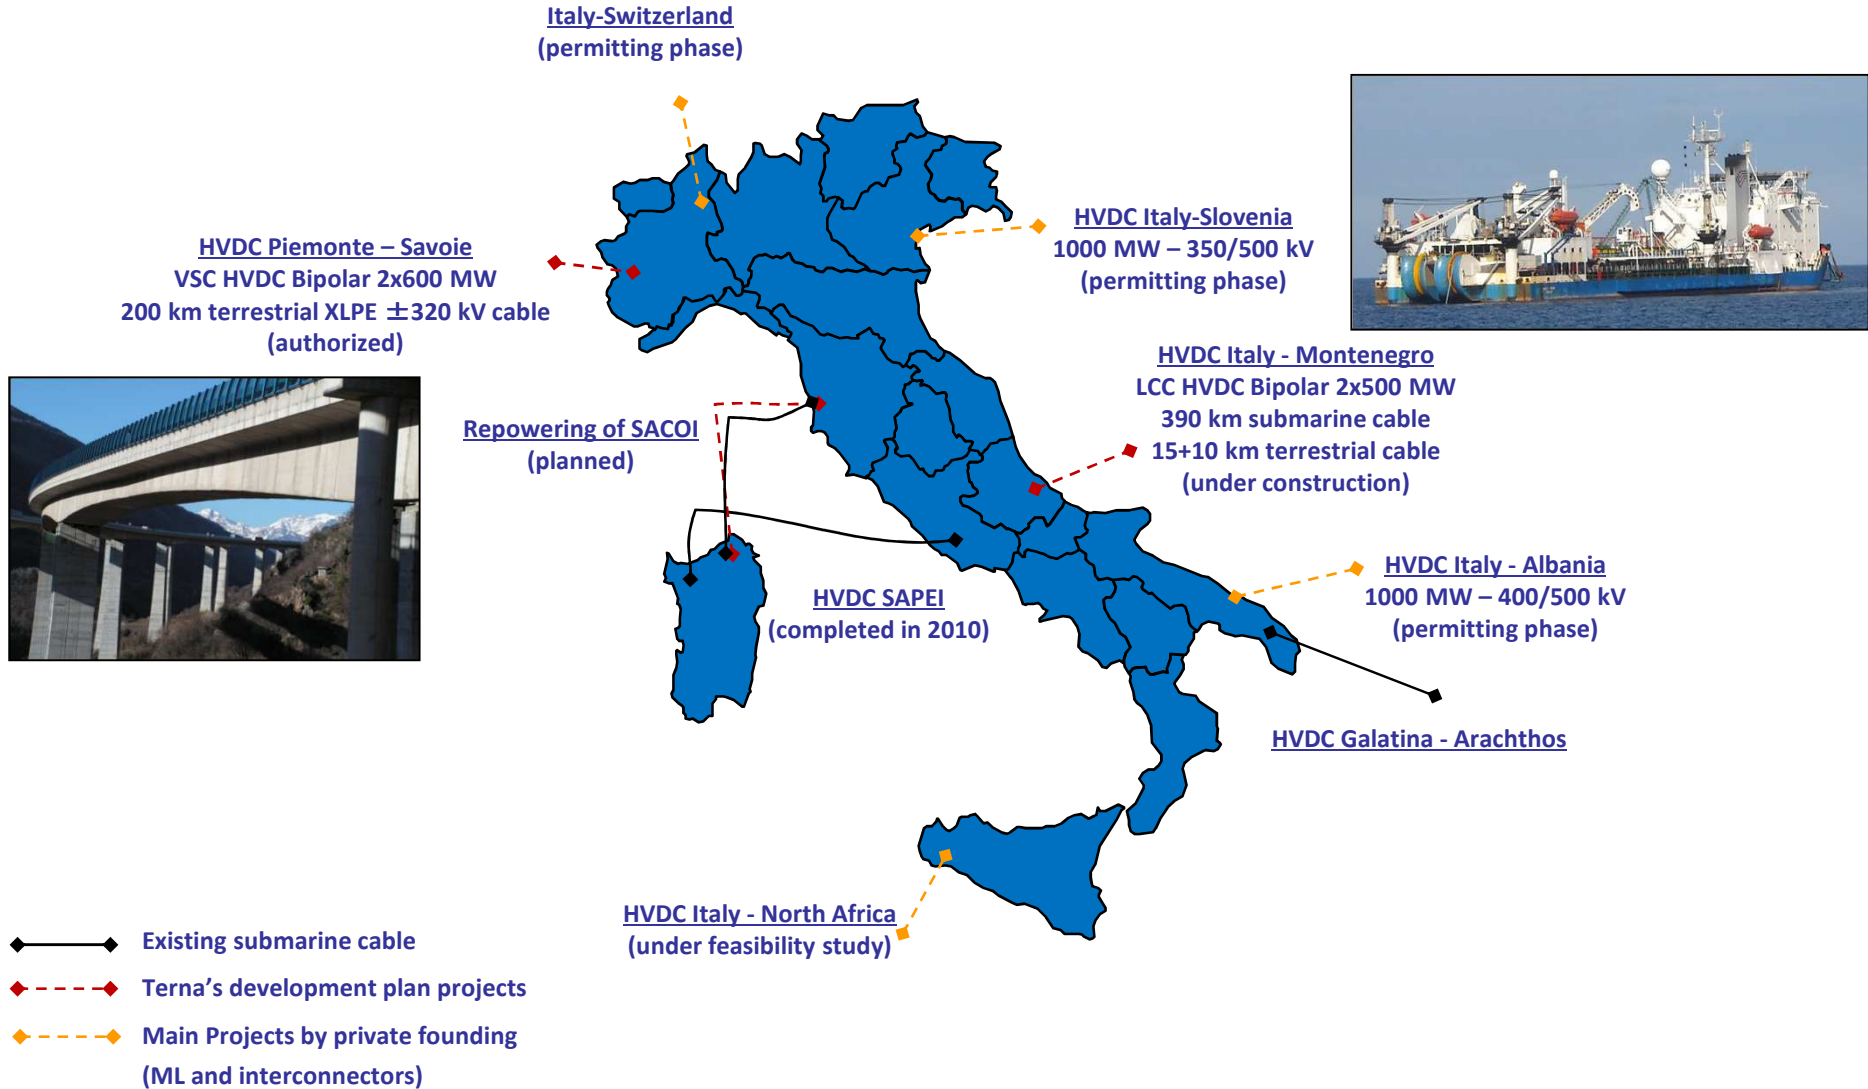 Italy-Switzerland
(permitting phase)
HVDC Piemonte – Savoie
VSC HVDC Bipolar 2x600 MW
200 km terrestrial XLPE ±320 kV cable
(authorized)
HVDC Italy-Slovenia
1000 MW – 350/500 kV
(permitting phase)
HVDC Italy - Montenegro
LCC HVDC Bipolar 2x500 MW
390 km submarine cable
15+10 km terrestrial cable
(under construction)
Repowering of SACOI
(planned)
HVDC SAPEI
(completed in 2010)
HVDC Italy - Albania
1000 MW – 400/500 kV
(permitting phase)
HVDC Galatina - Arachthos
HVDC Italy - North Africa
(under feasibility study)
Existing submarine cable
Terna’s development plan projects
Main Projects by private founding
(ML and interconnectors)